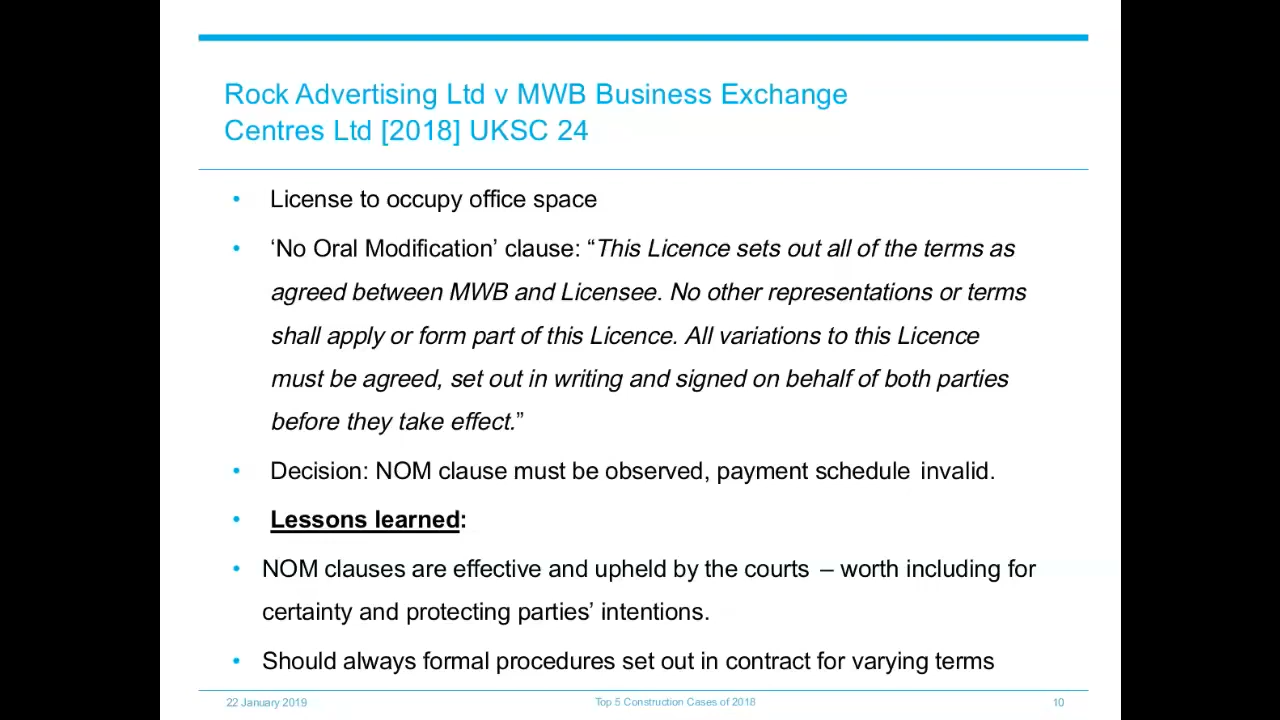 Rock Advertising Ltd v MWB Business Exchange
Centres Ltd [2018] UKSC 24
• License to occupy office space
• ‘No Oral Modification’ clause: “This Licence sets out all of the terms as
agreed between MWB and Licensee. No other representations or terms
shall apply or form part of this Licence. All variations to this Licence
must be agreed, set out in writing and signed on behalf of both parties
before they take effect.”
• Decision: NOM clause must be observed, payment schedule invalid.
• Lessons learned:
• NOM clauses are effective and upheld by the courts – worth including for
certainty and protecting parties’ intentions.
• Should always formal procedures set out in contract for varying terms
22 January 2019 Top 5 Construction Cases of 2018 10